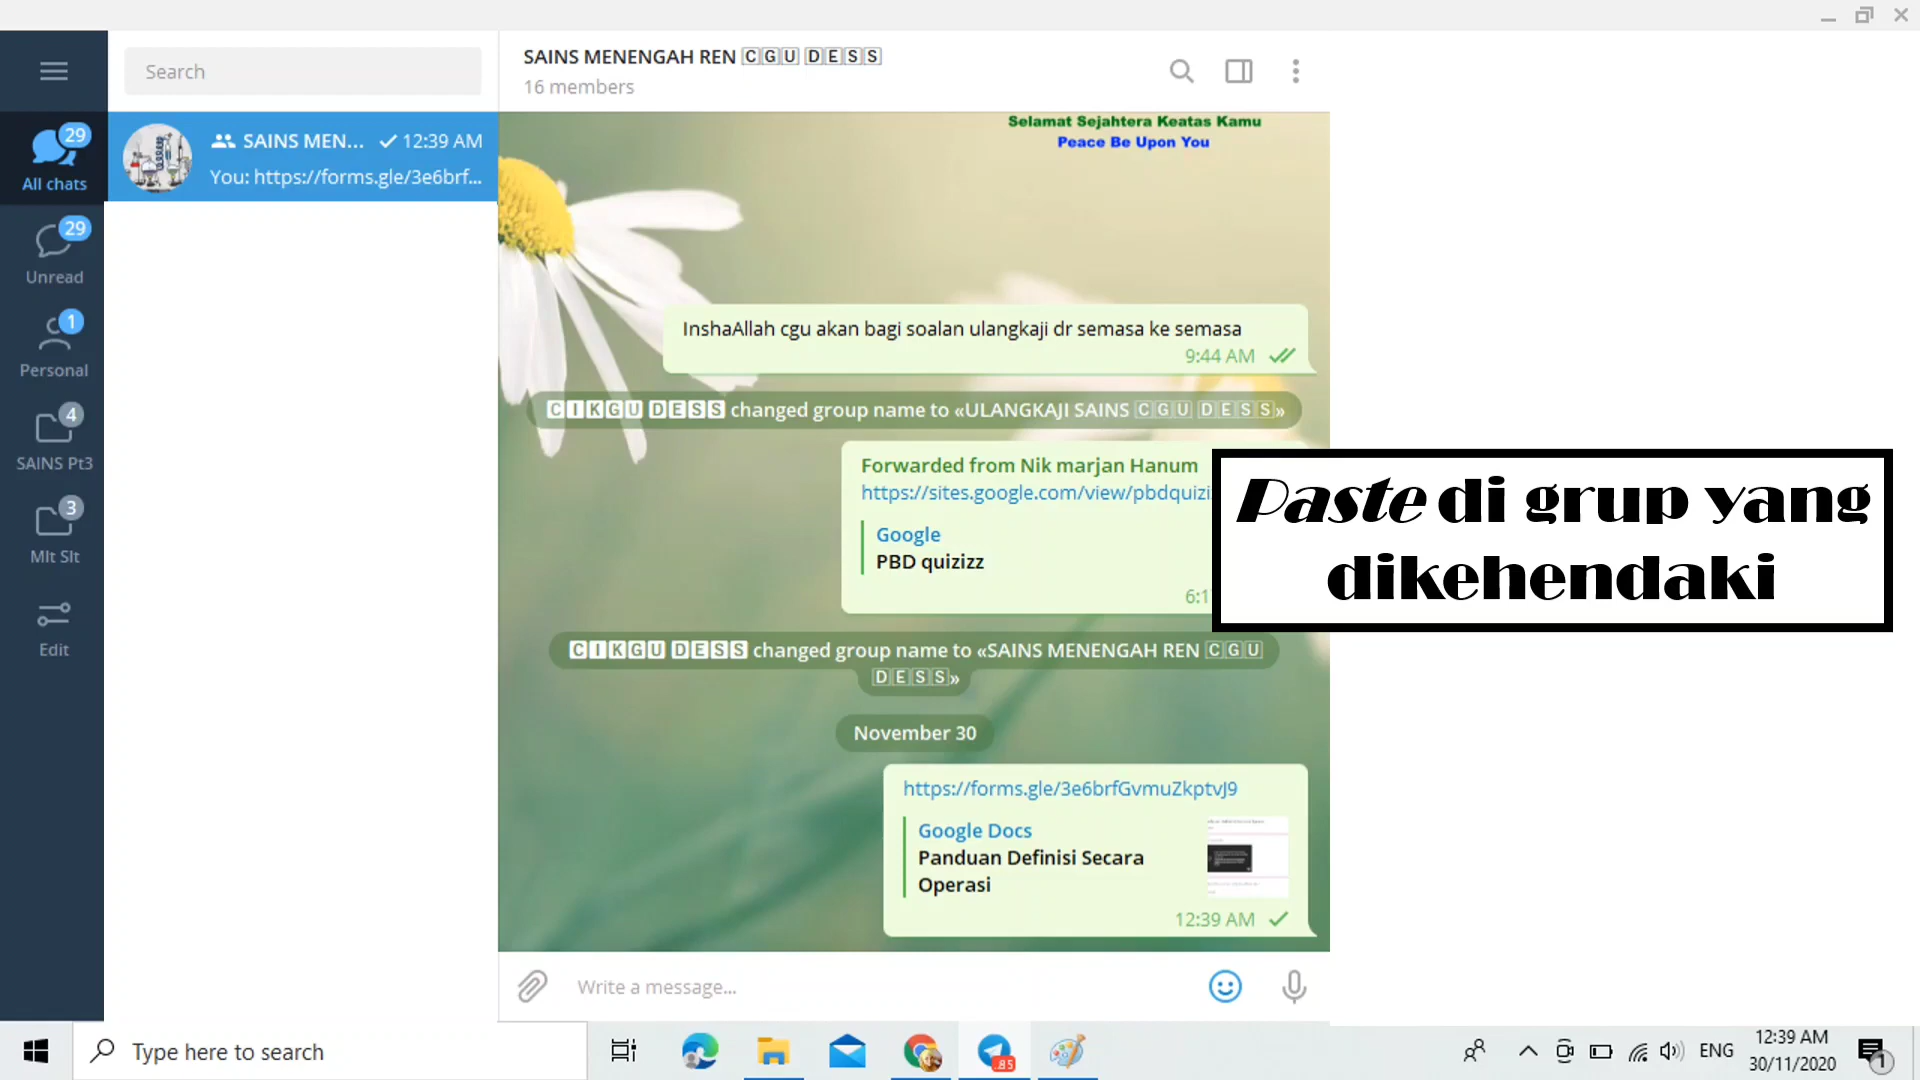 Search
SAINS MENENGAH REN 🄲🄶🅄 🄳🄴🅂🅂
16 members
29
All chats
SAINS MEN... 12:39 AM
You: https://forms.gle/3e6brf...
29
Unread
1
Personal
4
SAINS Pt3
3
Mlt Slt
Edit
Selamat Sejahtera Keatas Kamu
Peace Be Upon You
InshaAllah cgu akan bagi soalan ulangkaji dr semasa ke semasa
9:44 AM
🅲🅸🅺🅶🆄 🅳🅴🆂🆂 changed group name to «ULANGKAJI SAINS 🄲🄶🅄 🄳🄴🅂🅂»
Forwarded from Nik marjan Hanum
https://sites.google.com/view/pbdquizi
Google
PBD quizizz
6:1
Paste di grup yang
dikehendaki
🅲🅸🅺🅶🆄 🅳🅴🆂🆂 changed group name to «SAINS MENENGAH REN 🄲🄶🅄
🄳🄴🅂🅂»
November 30
https://forms.gle/3e6brfGvmuZkptvJ9
Google Docs
Panduan Definisi Secara
Operasi
12:39 AM
Write a message...
Type here to search
.85
ENG
12:39 AM
30/11/2020
1